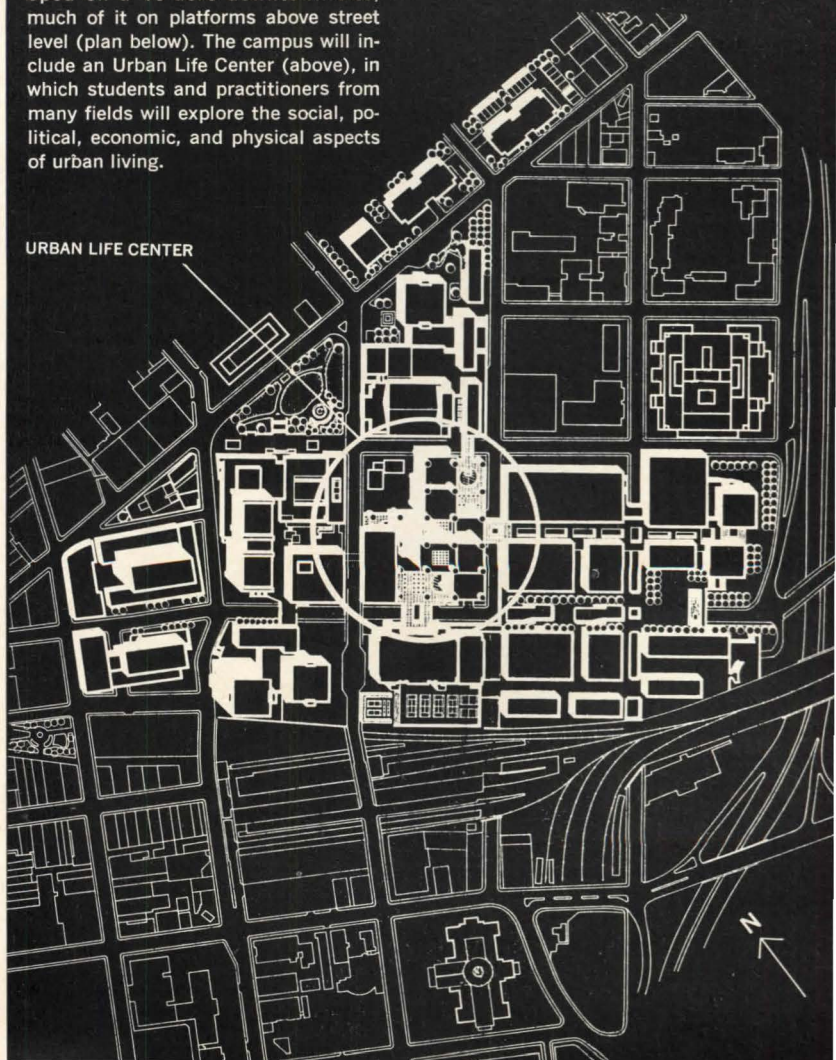 much of it on platforms above street
level (plan below). The campus will in-
clude an Urban Life Center (above), in
which students and practitioners from
many fields will explore the social, po-
litical, economic, and physical aspects
of urban living.
URBAN LIFE CENTER
N